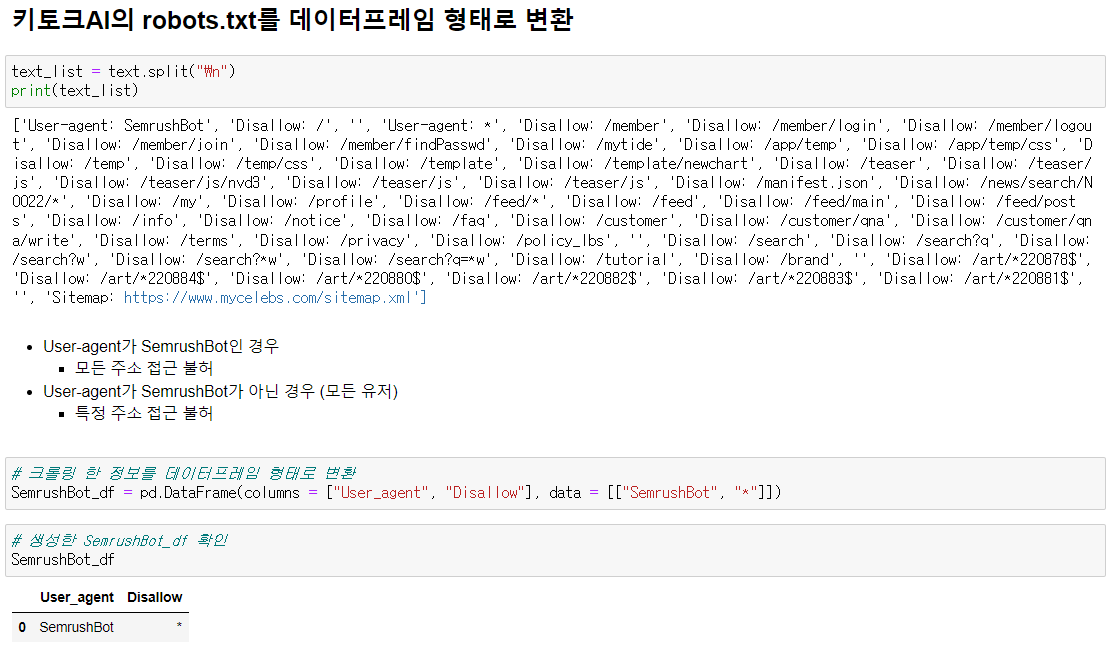 키토크AI의 robots.txt를 데이터프레임 형태로 변환
text_list = text.split("₩n")
print(text_list)
['User-agent: SemrushBot', 'Disallow: /', '', 'User-agent: *', 'Disallow: /member', 'Disallow: /member/login', 'Disallow: /member/logou
t', 'Disallow: /member/join', 'Disallow: /member/findPasswd', 'Disallow: /mytide', 'Disallow: /app/temp', 'Disallow: /app/temp/css', 'D
isallow: /temp', 'Disallow: /temp/css', 'Disallow: /template', 'Disallow: /template/newchart', 'Disallow: /teaser', 'Disallow: /teaser/
js', 'Disallow: /teaser/js/nvd3', 'Disallow: /teaser/js', 'Disallow: /teaser/js', 'Disallow: /manifest.json', 'Disallow: /news/search/N
0022/*', 'Disallow: /my', 'Disallow: /profile', 'Disallow: /feed/*', 'Disallow: /feed', 'Disallow: /feed/main', 'Disallow: /feed/post
s', 'Disallow: /info', 'Disallow: /notice', 'Disallow: /faq', 'Disallow: /customer', 'Disallow: /customer/qna', 'Disallow: /customer/qn
a/write', 'Disallow: /terms', 'Disallow: /privacy', 'Disallow: /policy_lbs', '', 'Disallow: /search', 'Disallow: /search?q', 'Disallow:
/search?w', 'Disallow: /search?*w', 'Disallow: /search?q=*w', 'Disallow: /tutorial', 'Disallow: /brand', '', 'Disallow: /art/*220878$',
'Disallow: /art/*220884$', 'Disallow: /art/*220880$', 'Disallow: /art/*220882$', 'Disallow: /art/*220883$', 'Disallow: /art/*220881$',
'', 'Sitemap: https://www.mycelebs.com/sitemap.xml']
• User-agent가 SemrushBot인 경우
▪ 모든 주소 접근 불허
• User-agent가 SemrushBot가 아닌 경우 (모든 유저)
▪ 특정 주소 접근 불허
# 크롤링 한 정보를 데이터프레임 형태로 변환
SemrushBot_df = pd.DataFrame(columns = ["User_agent", "Disallow"], data = [["SemrushBot", "*"]])
# 생성한 SemrushBot_df 확인
SemrushBot_df
User_agent Disallow
0 SemrushBot *